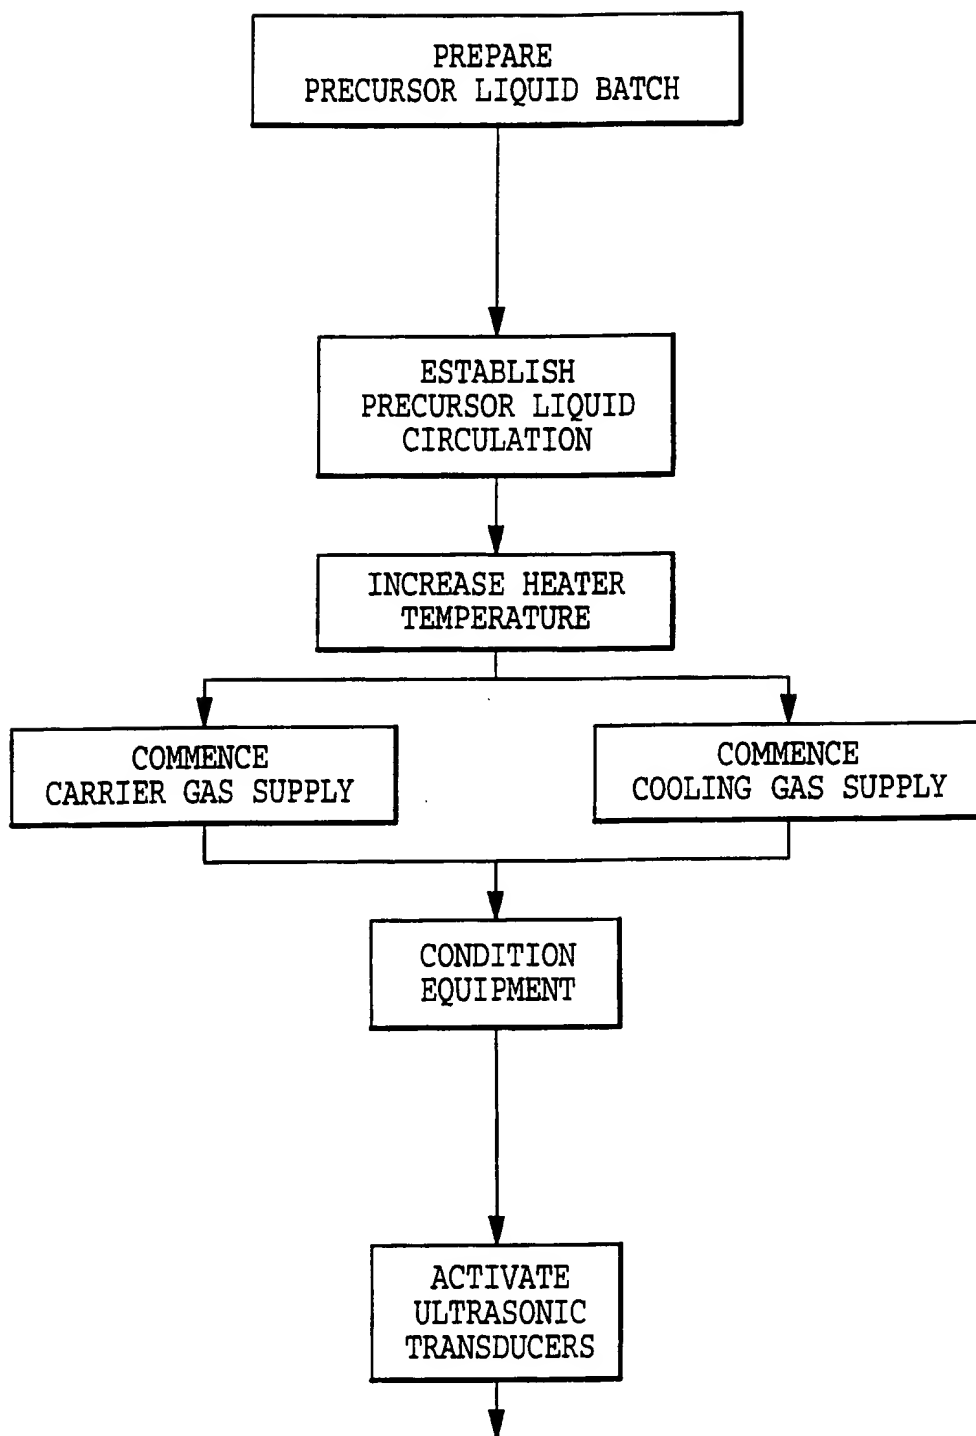 PREPARE
PRECURSOR LIQUID BATCH
ESTABLISH
PRECURSOR LIQUID
CIRCULATION
INCREASE HEATER
TEMPERATURE
COMMENCE
CARRIER GAS SUPPLY
COMMENCE
COOLING GAS SUPPLY
CONDITION
EQUIPMENT
ACTIVATE
ULTRASONIC
TRANSDUCERS